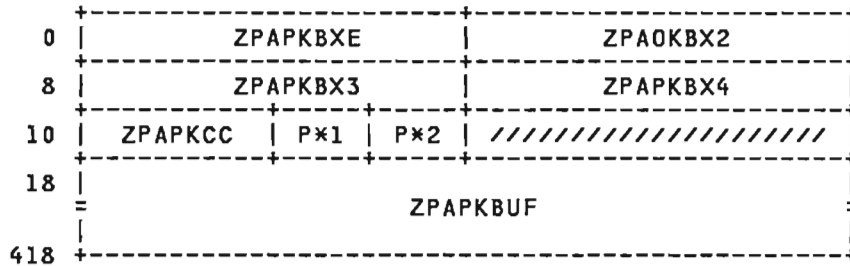 0 ZPAPKBXE ZPAOKBX2
8 ZPAPKBX3 ZPAPKBX4
10 ZPAPKCC P*1 P*2 /////////////////////
18
ZPAPKBUF
418